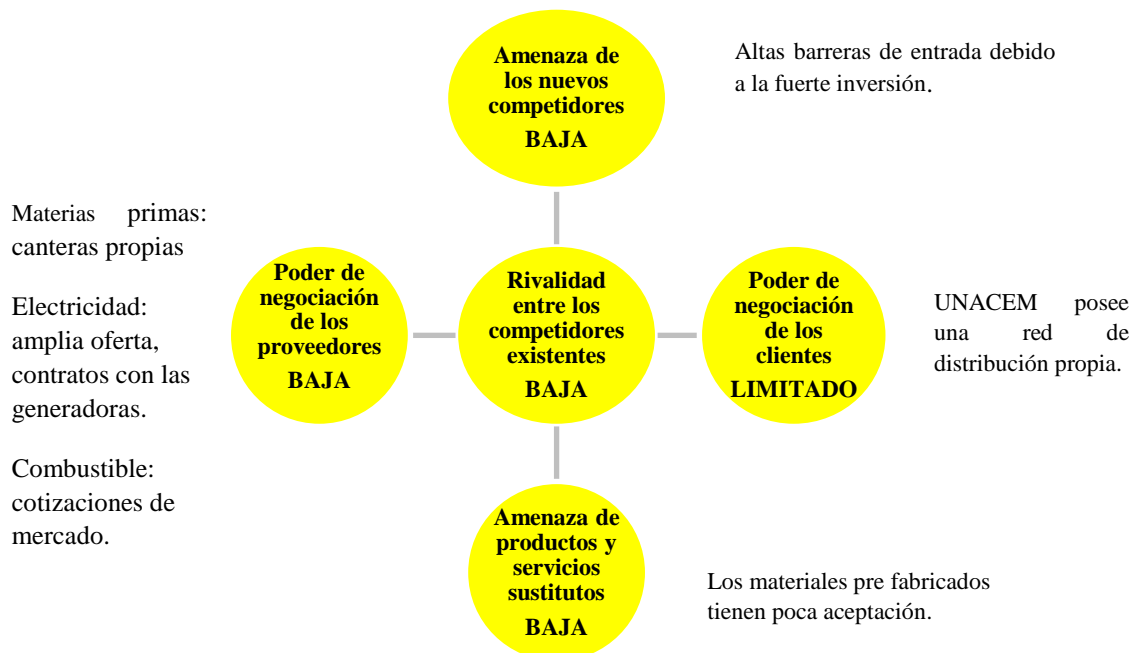 Amenaza de
los nuevos
competidores
BAJA
Altas barreras de entrada debido
a la fuerte inversión.
Materias primas:
canteras propias
Electricidad:
amplia oferta,
contratos con las
generadoras.
Combustible:
cotizaciones de
mercado.
Poder de
negociación
de los
proveedores
BAJA
Rivalidad
entre los
competidores
existentes
BAJA
Poder de
negociación
de los
clientes
LIMITADO
UNACEM posee
una red de
distribución propia.
Amenaza de
productos y
servicios
sustitutos
BAJA
Los materiales pre fabricados
tienen poca aceptación.